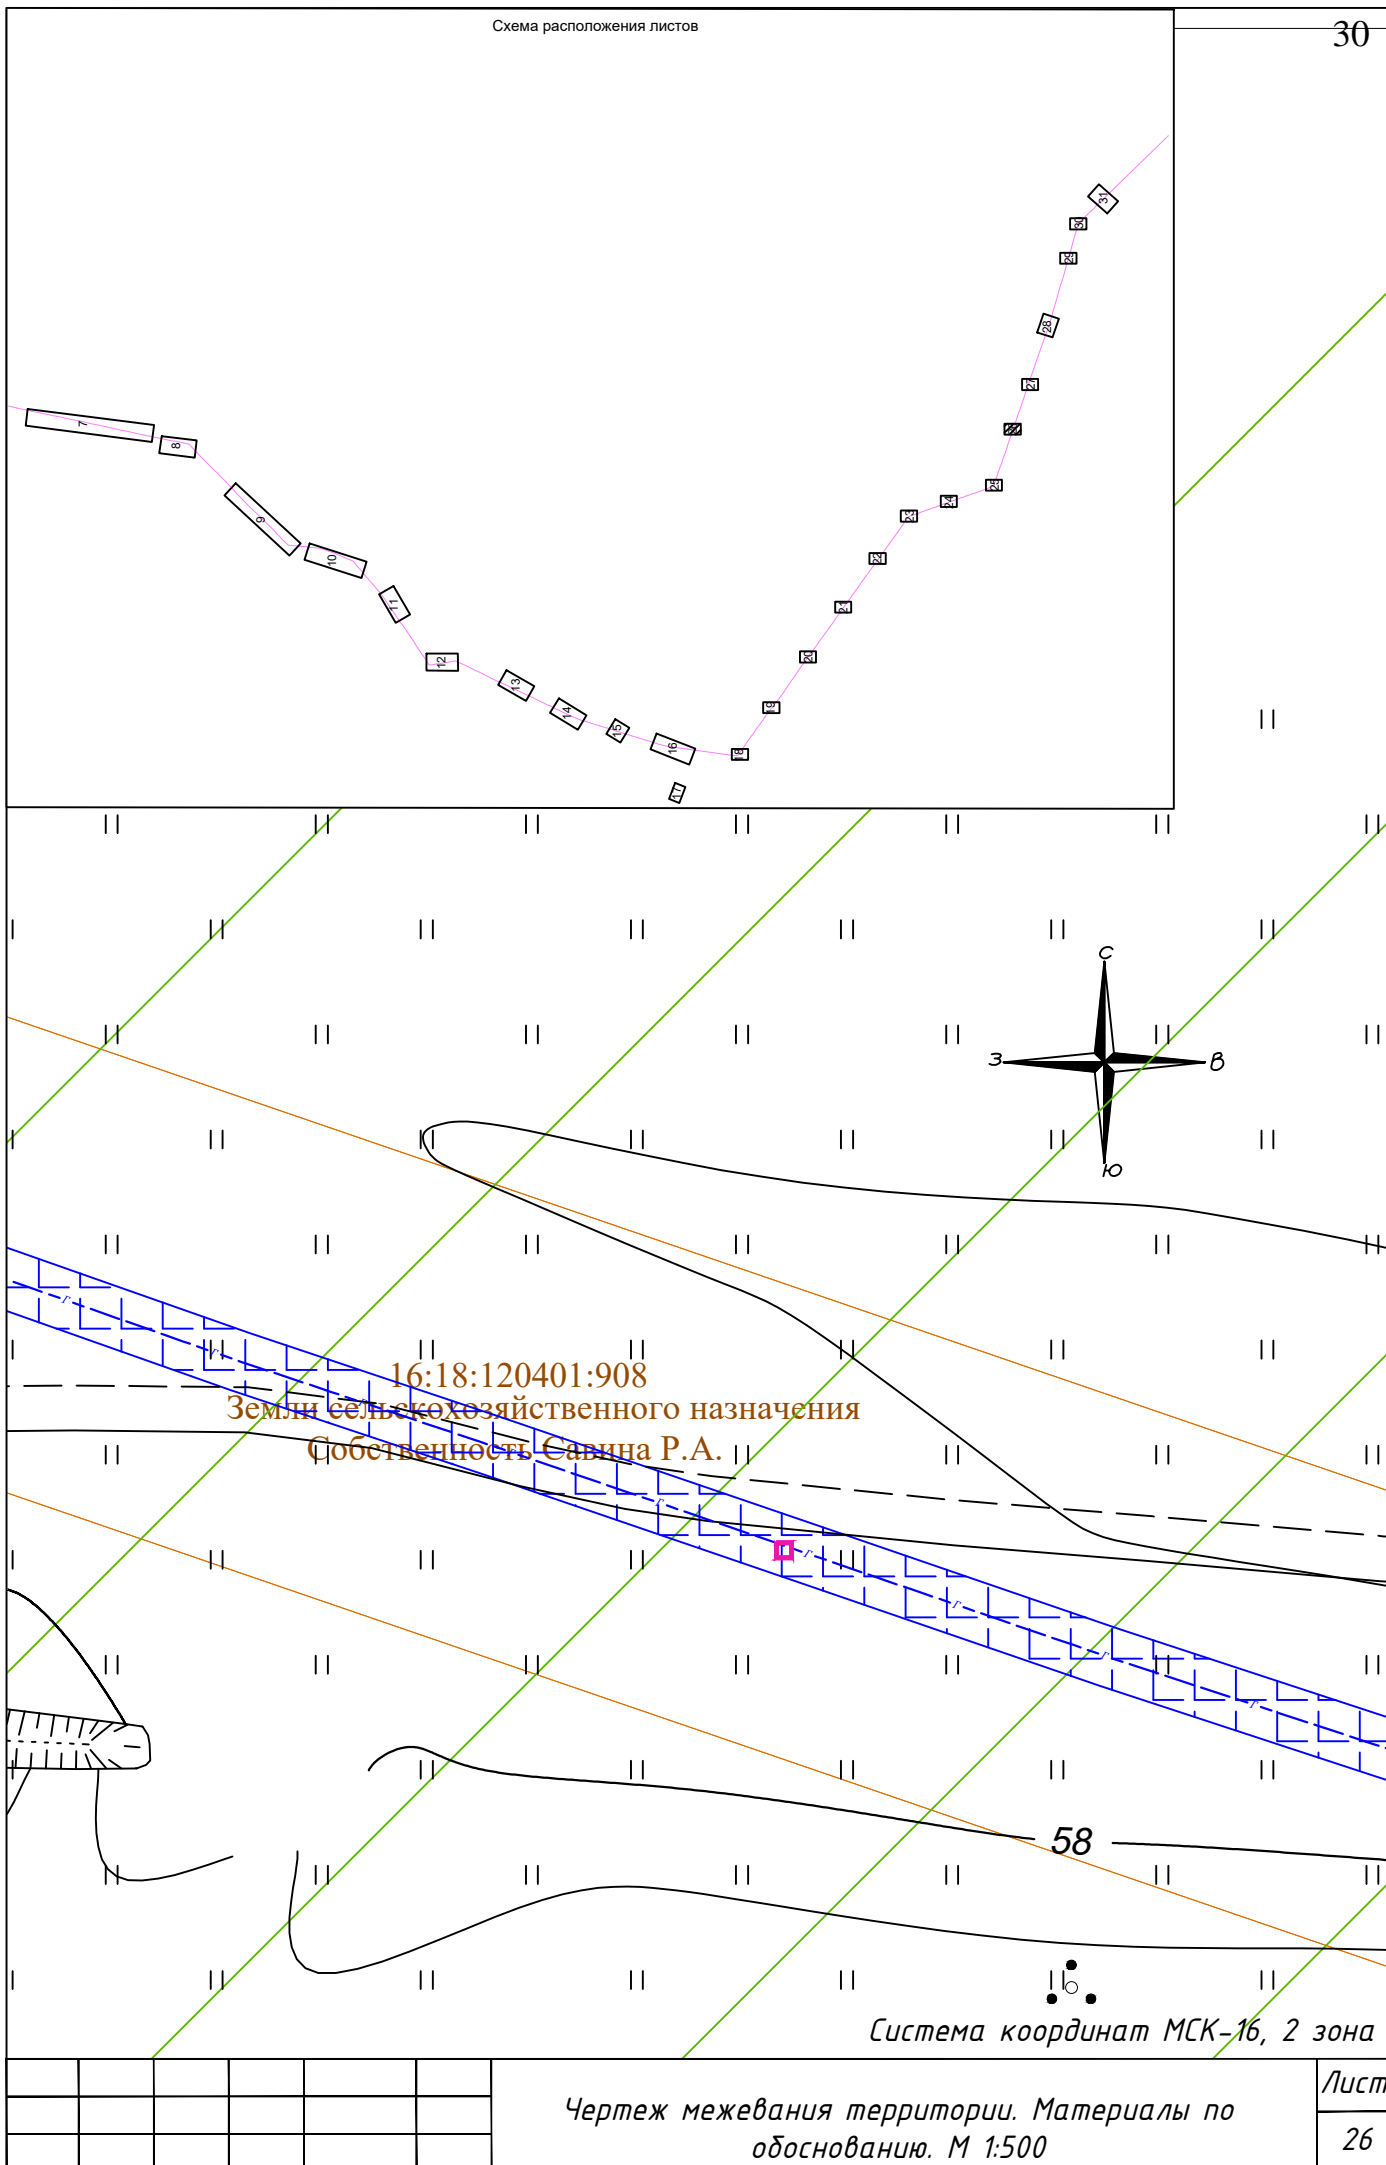 Схема расположения листов
30
31
30
29
28
27
25
24
23
22
21
20
19
18
7
8
9
10
11
12
13
14
15
16
17
С
З
В
Ю
г
г
г
16:18:120401:908
Земли сельскохозяйственного назначения
Собственность Савина Р.А.
г
г
г
г
г
г
58
Система координат МСК-16, 2 зона
Чертеж межевания территории. Материалы по
обоснованию. М 1:500
Лист
26